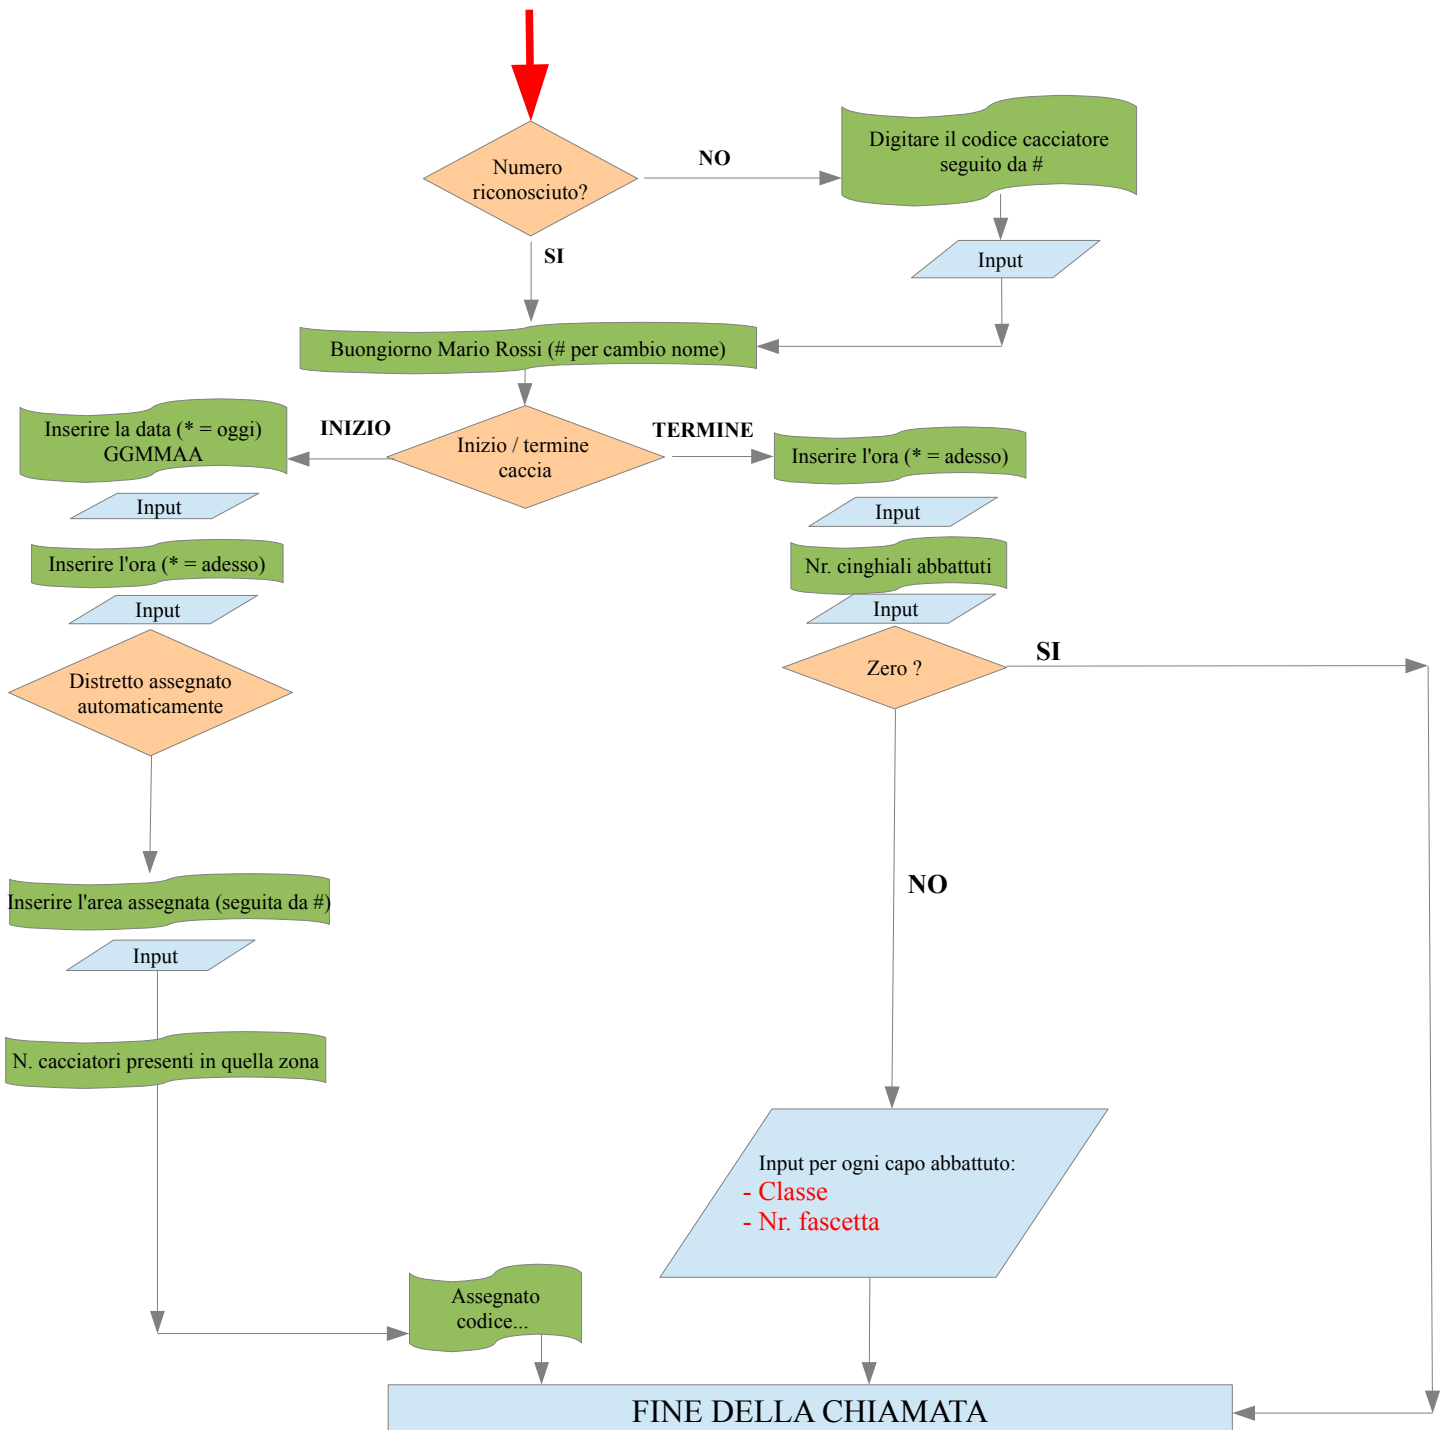 Numero
riconosciuto?
NO
Digitare il codice cacciatore
seguito da #
Input
SI
Buongiorno Mario Rossi (# per cambio nome)
Inizio / termine
caccia
INIZIO
Inserire la data (* = oggi)
GGMMAA
Input
Inserire l'ora (* = adesso)
Input
Distretto assegnato
automaticamente
Inserire l'area assegnata (seguita da #)
Input
N. cacciatori presenti in quella zona
Assegnato
codice...
TERMINE
Inserire l'ora (* = adesso)
Input
Nr. cinghiali abbattuti
Input
Zero ?
SI
NO
Input per ogni capo abbattuto:
- Classe
- Nr. fascetta
FINE DELLA CHIAMATA